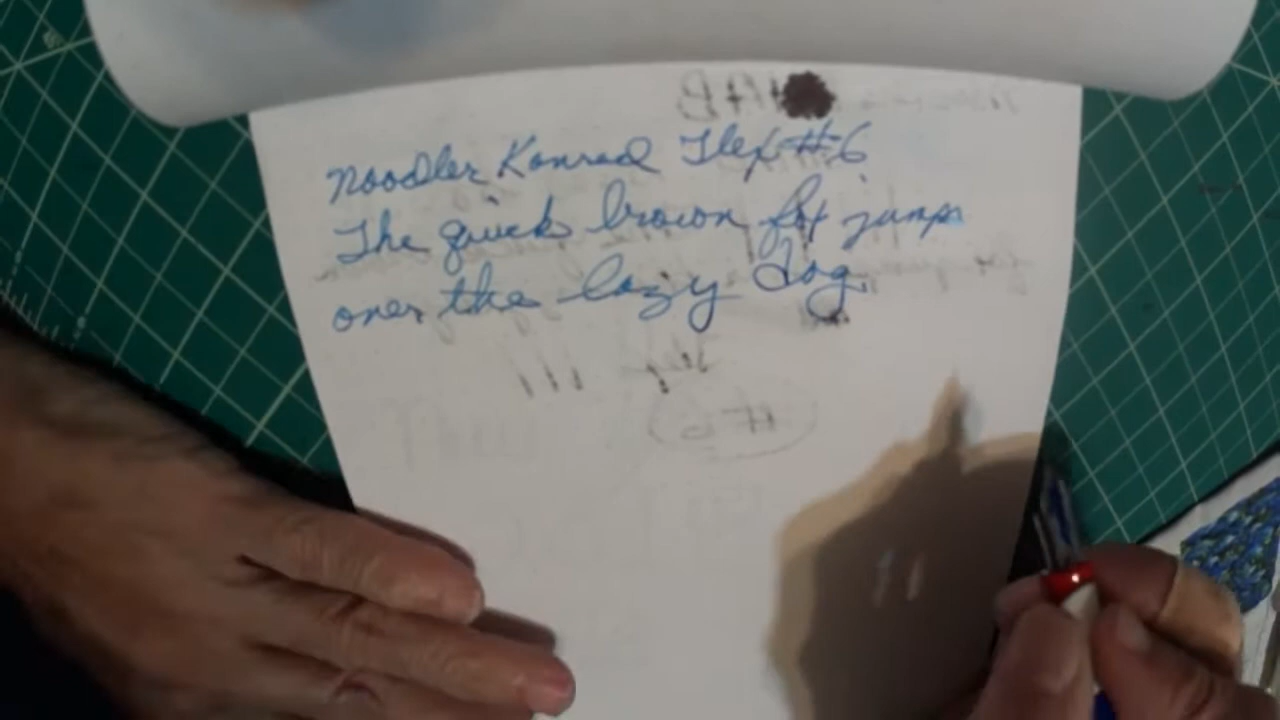 Noodler Konrad Flex #6
The quick brown fox jumps
over the lazy dog.